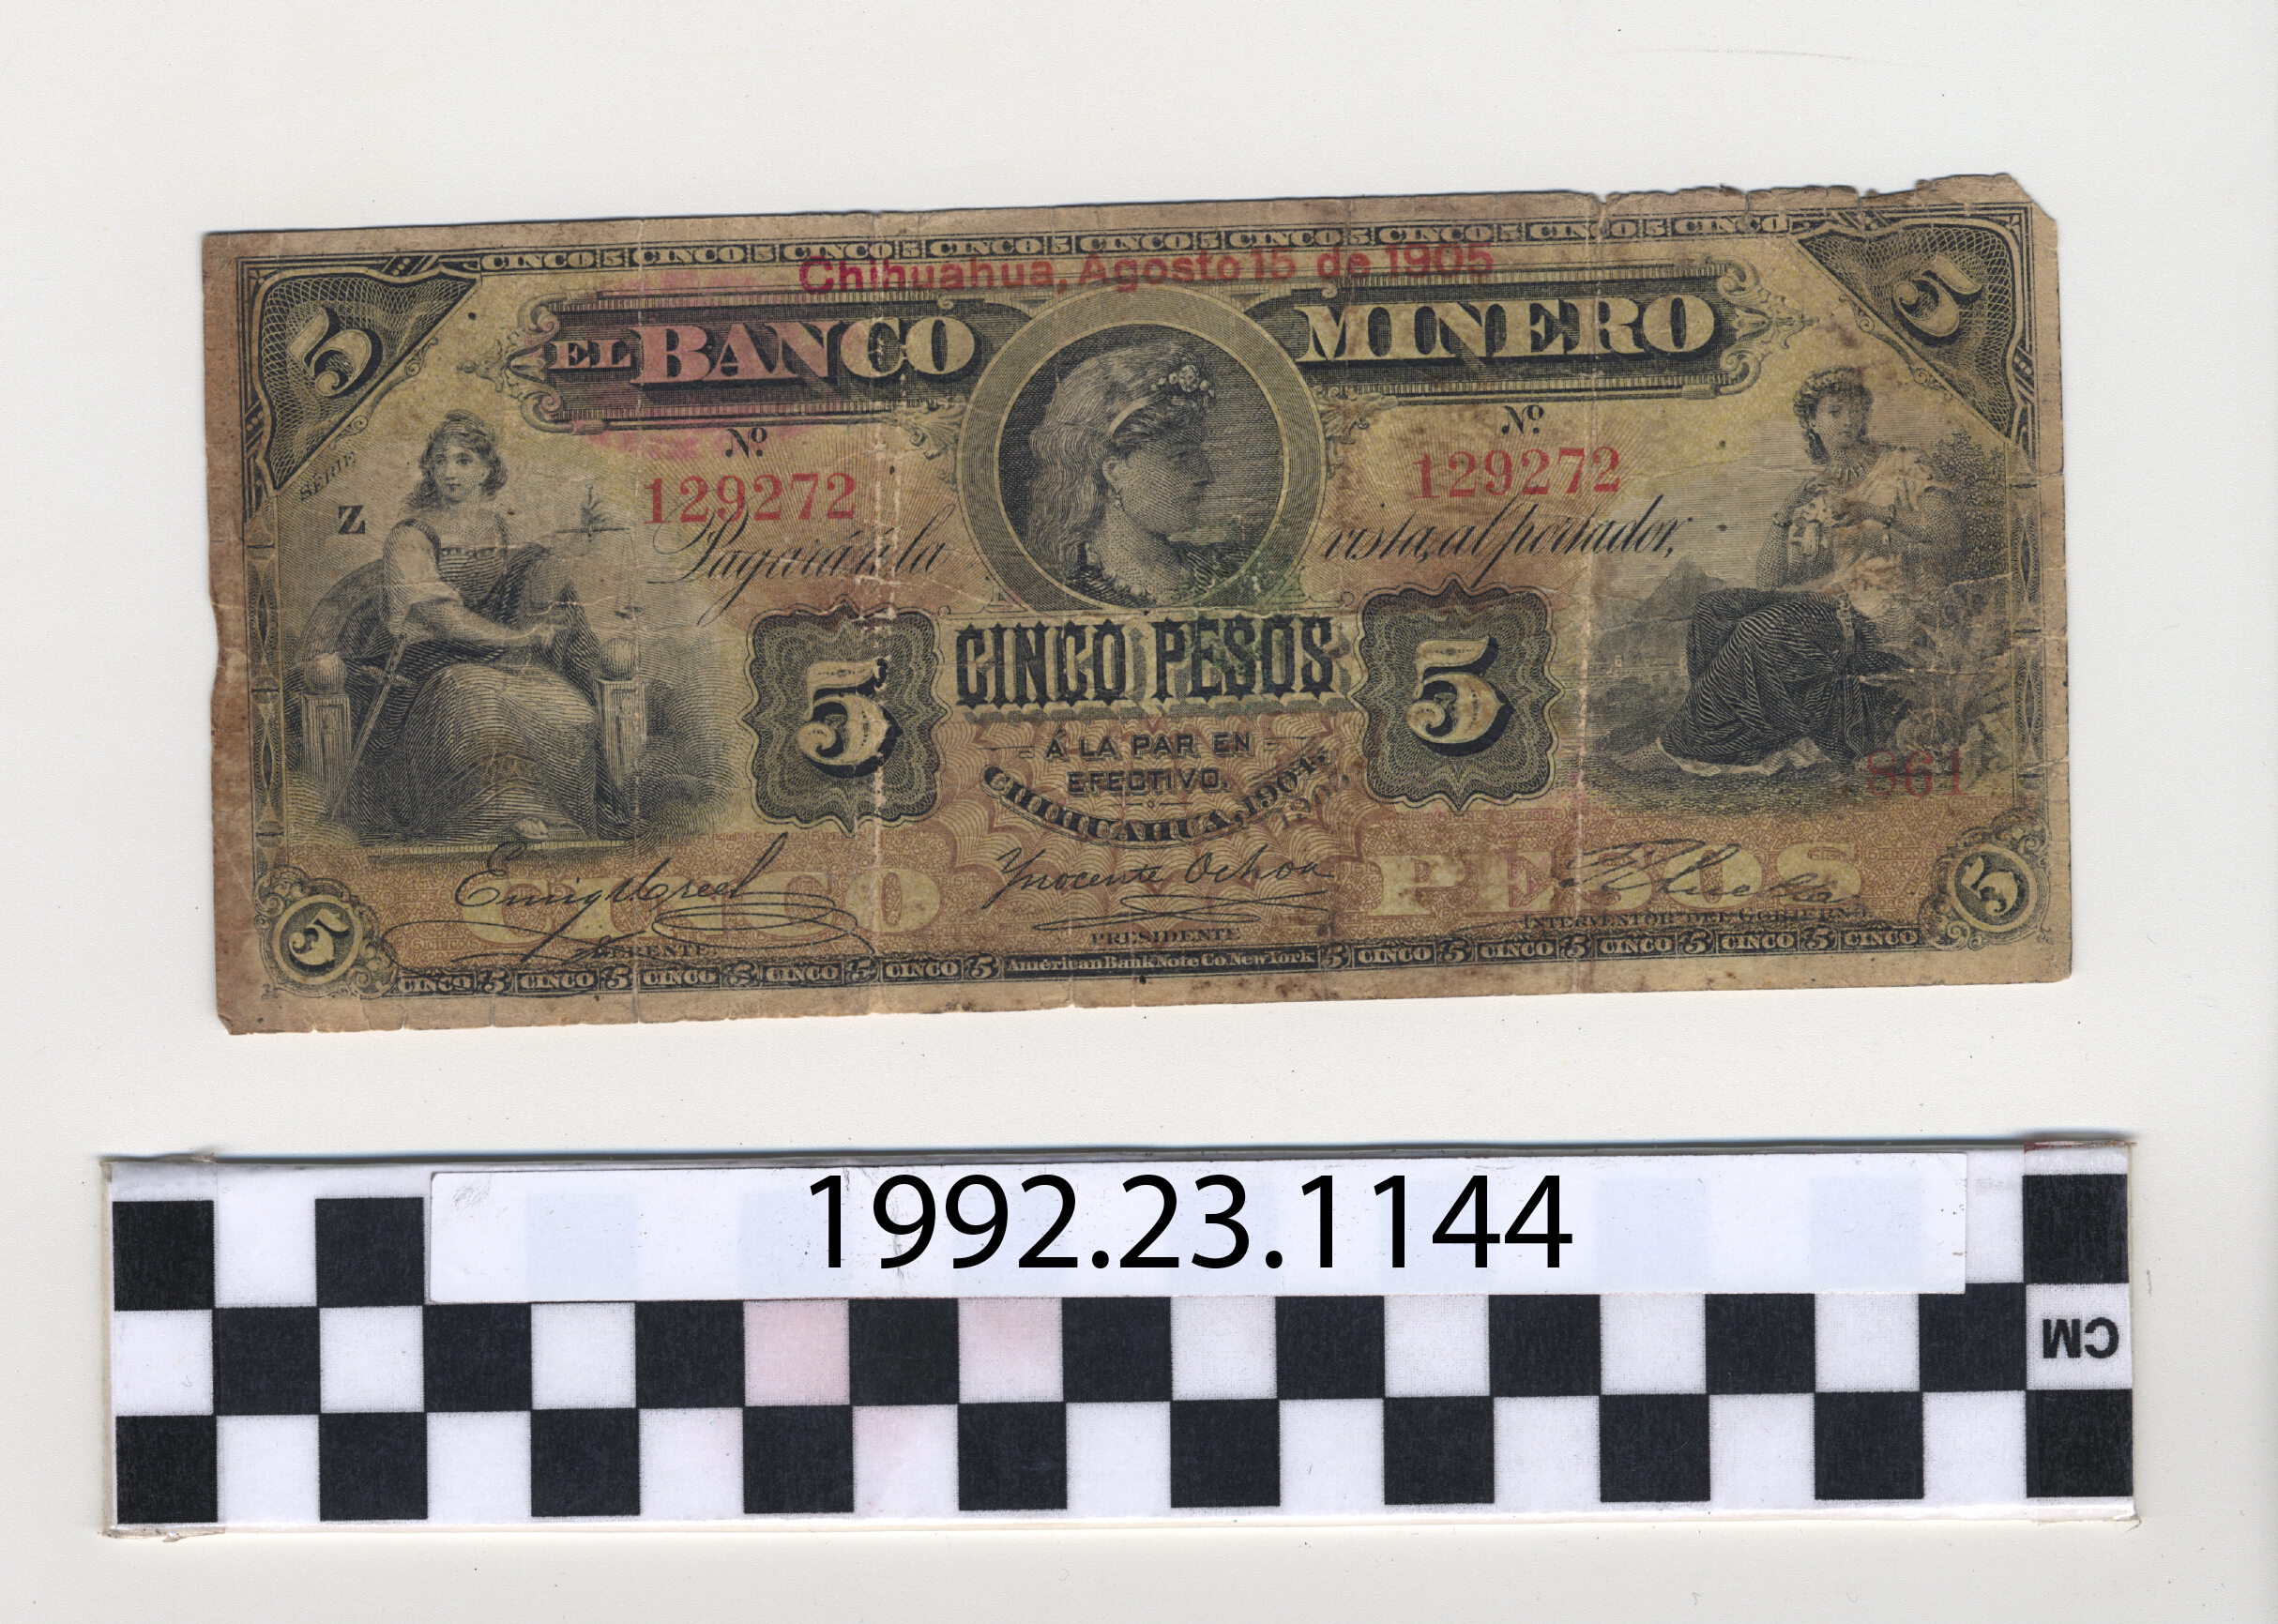 CINCO 5 CINCO 5 CINCO 5 CINCO 5 CINCO 5 CINCO 5 CINCO 5 CINCO 5 CINCO
Chihuahua, Agosto 15 de 1905
5 5
EL BANCO MINERO
SERIE
Z
Nº Nº
129272 129272
Pagará á la vista, al portador,
5 CINCO PESOS 5
Á LA PAR EN
EFECTIVO.
CHIHUAHUA, 1904.
861
CINCO PESOS
Inocente Ochoa
GERENTE. PRESIDENTE INTERVENTOR DEL GOBIERNO.
5 5
CINCO 5 CINCO 5 CINCO 5 CINCO 5 CINCO 5 American Bank Note Co New York 5 CINCO 5 CINCO 5 CINCO 5 CINCO 5 CINCO
1992.23.1144
CM